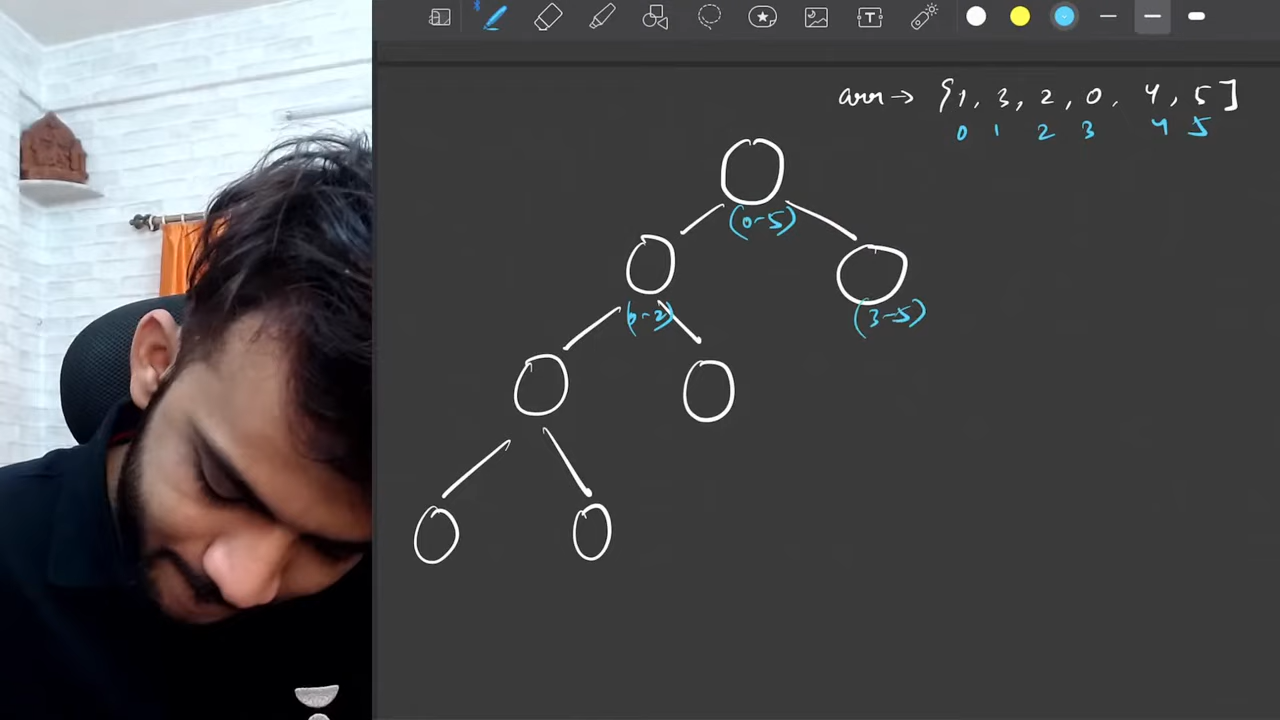 arr → [1, 3, 2, 0, 4, 5]
0 1 2 3 4 5
(0-5)
(0-2) (3-5)